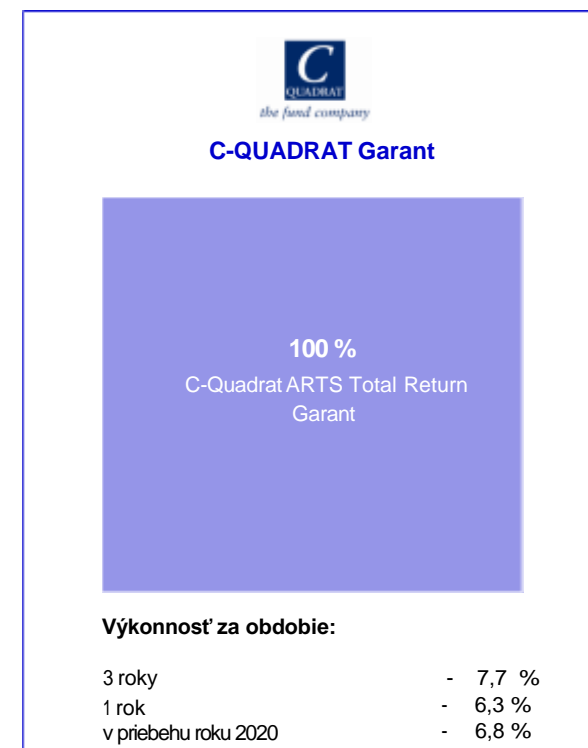 C
QUADRAT
the fund company
C-QUADRAT Garant
100 %
C-Quadrat ARTS Total Return
Garant
Výkonnosť za obdobie:
3 roky - 7,7 %
1 rok - 6,3 %
v priebehu roku 2020 - 6,8 %